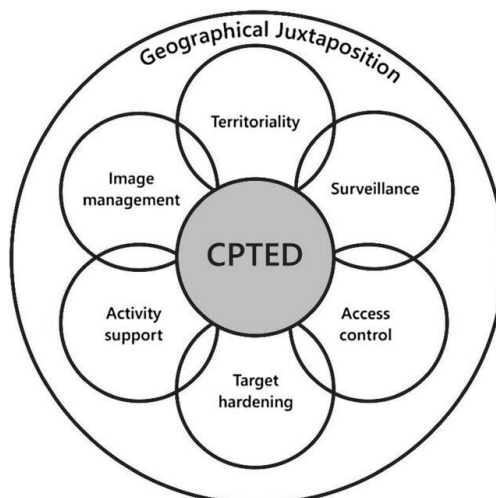 Geographical Juxtaposition
Territoriality
Image
management
Surveillance
CPTED
Activity
support
Access
control
Target
hardening